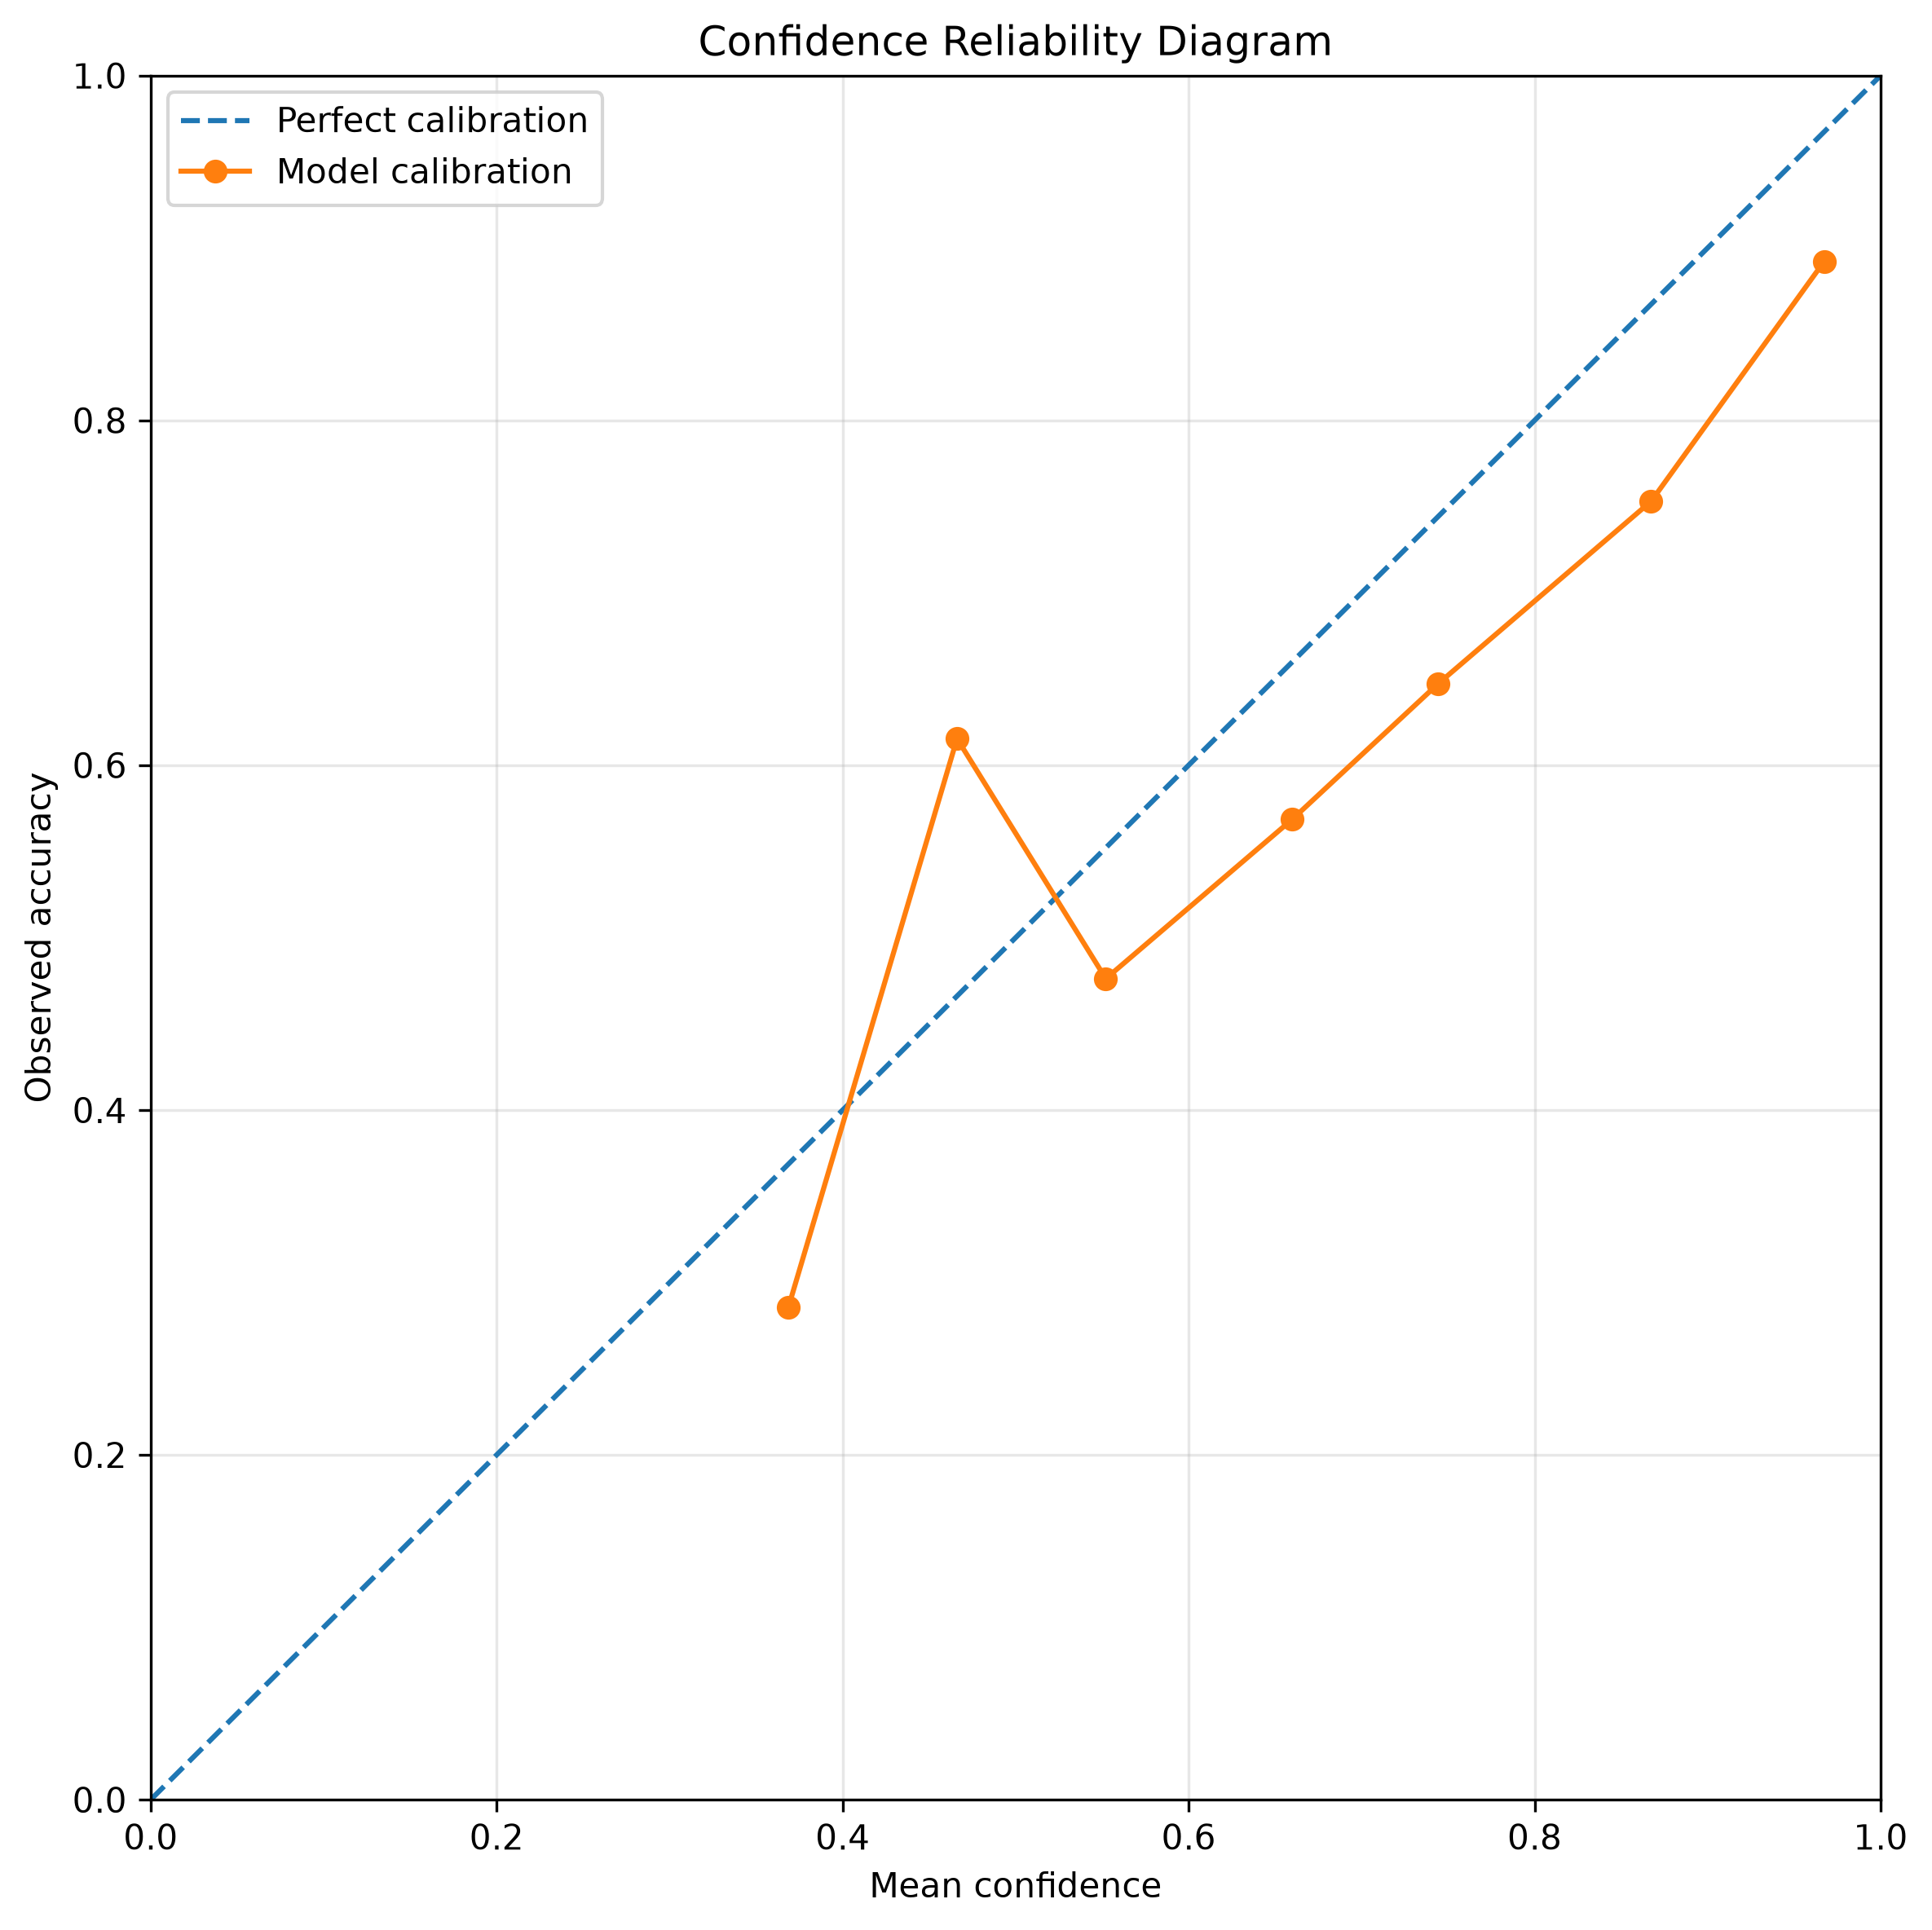 Confidence Reliability Diagram
Perfect calibration
Model calibration
1.0
0.8
0.6
0.4
0.2
0.0
Observed accuracy
0.0 0.2 0.4 0.6 0.8 1.0
Mean confidence